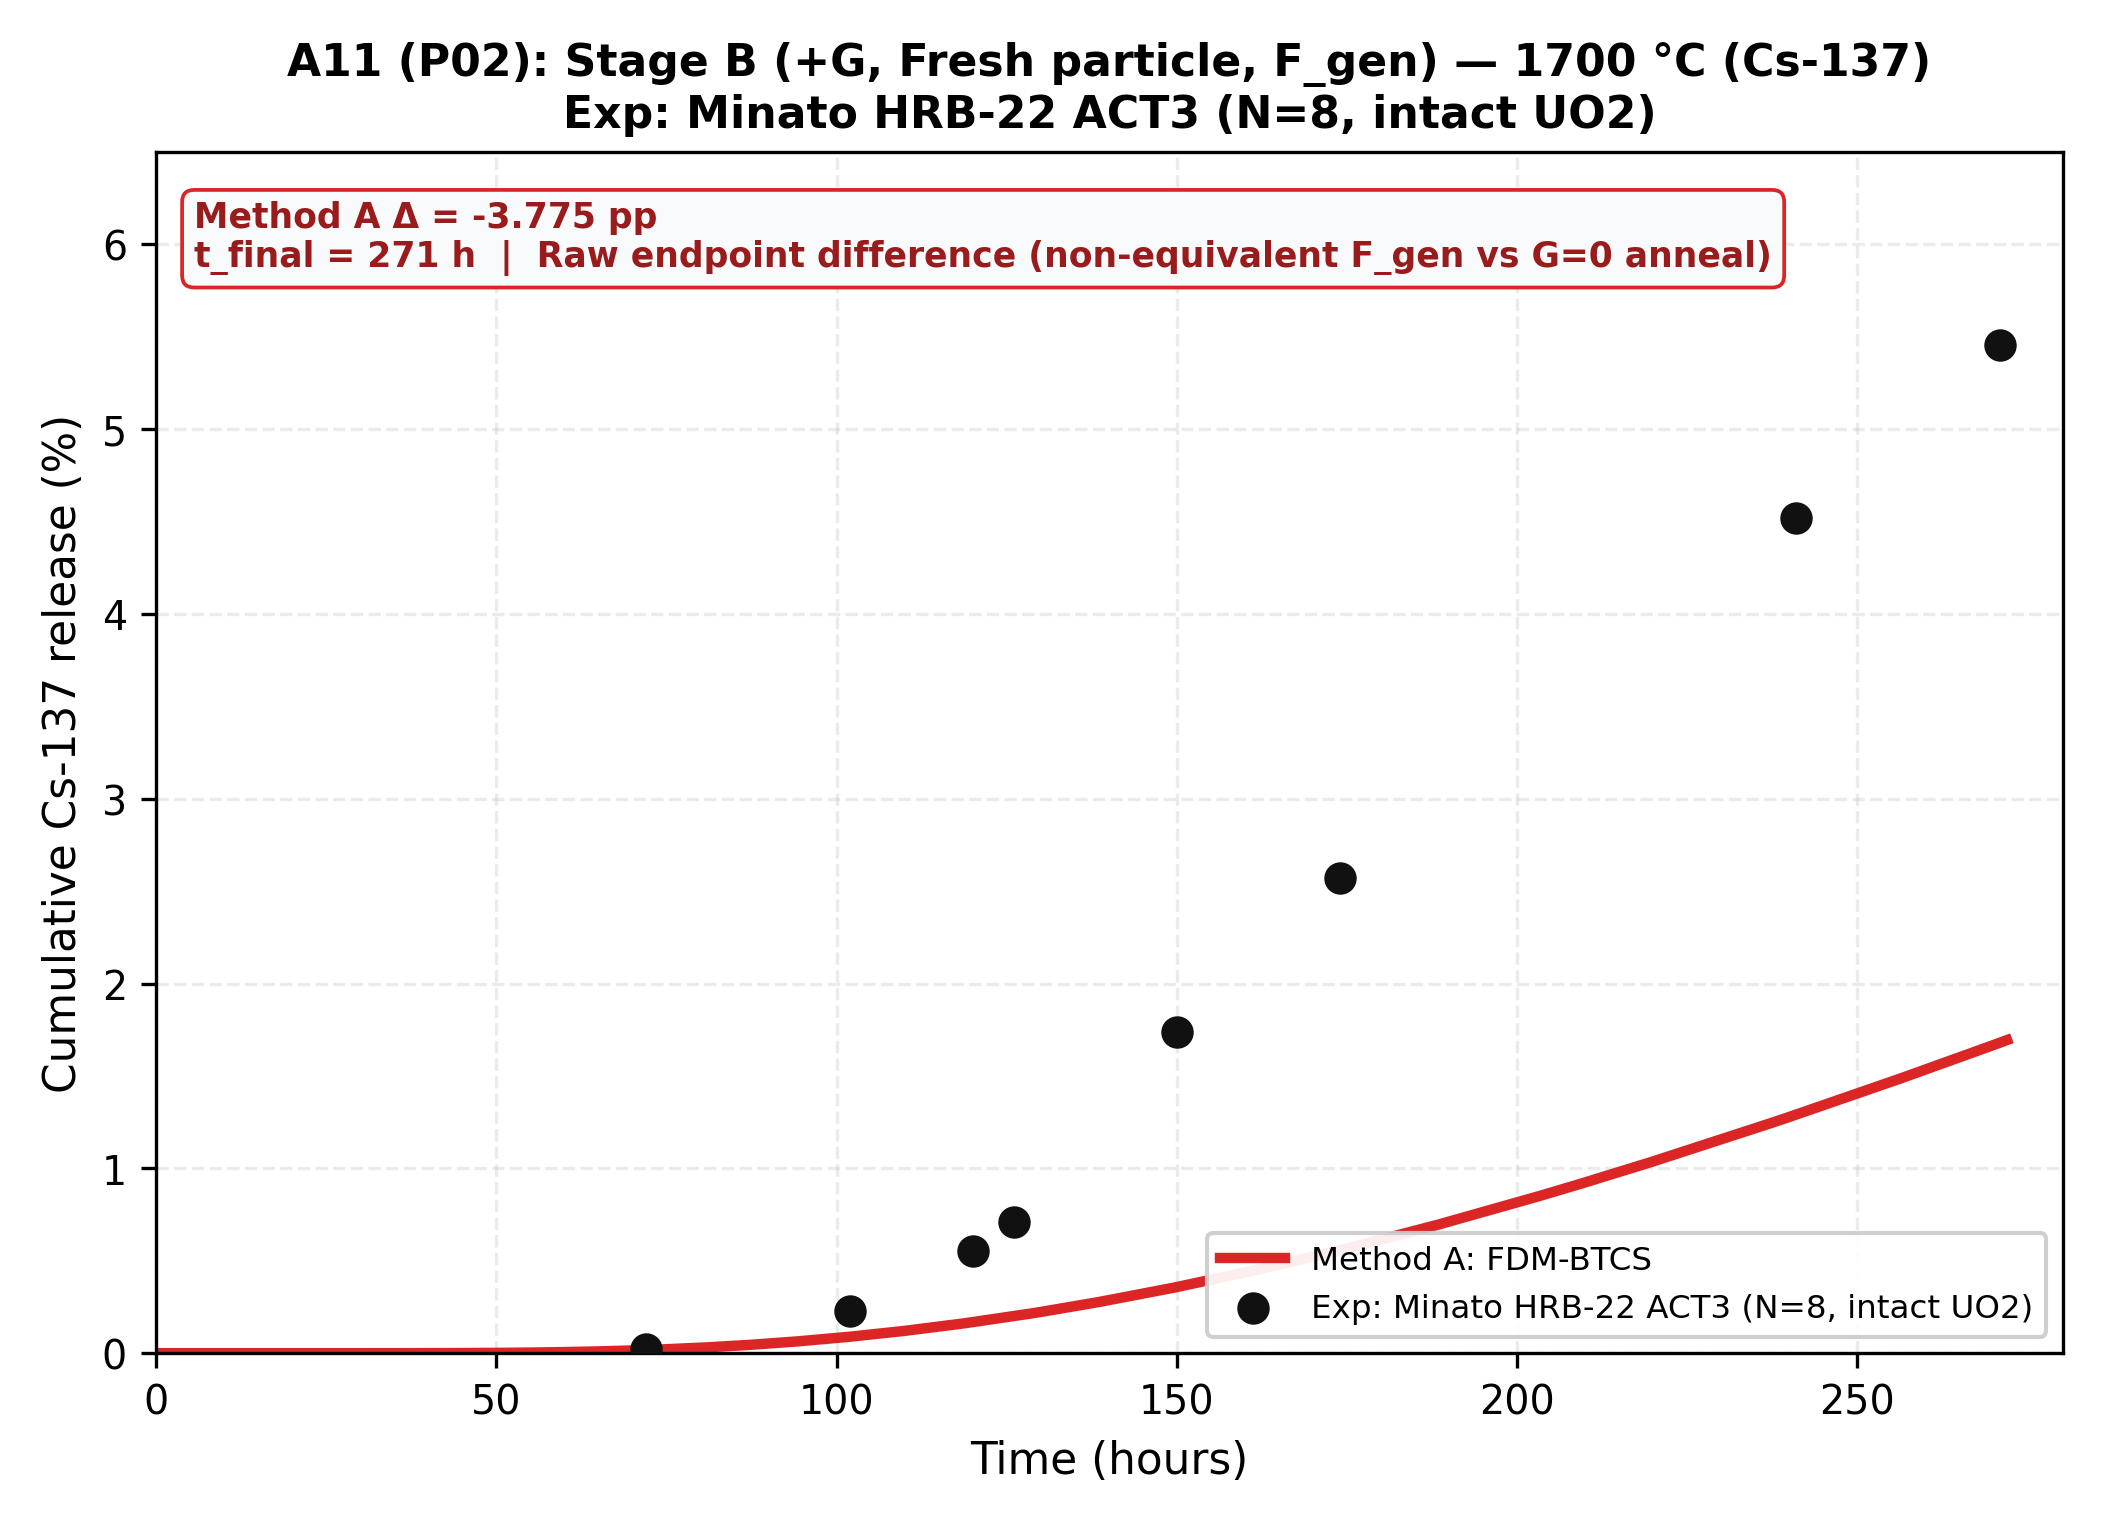 A11 (P02): Stage B (+G, Fresh particle, F_gen) — 1700 °C (Cs-137)
Exp: Minato HRB-22 ACT3 (N=8, intact UO2)
Method A Δ = -3.775 pp
t_final = 271 h | Raw endpoint difference (non-equivalent F_gen vs G=0 anneal)
Cumulative Cs-137 release (%)
6
5
4
3
2
1
0
Method A: FDM-BTCS
Exp: Minato HRB-22 ACT3 (N=8, intact UO2)
0
50
100
150
200
250
Time (hours)